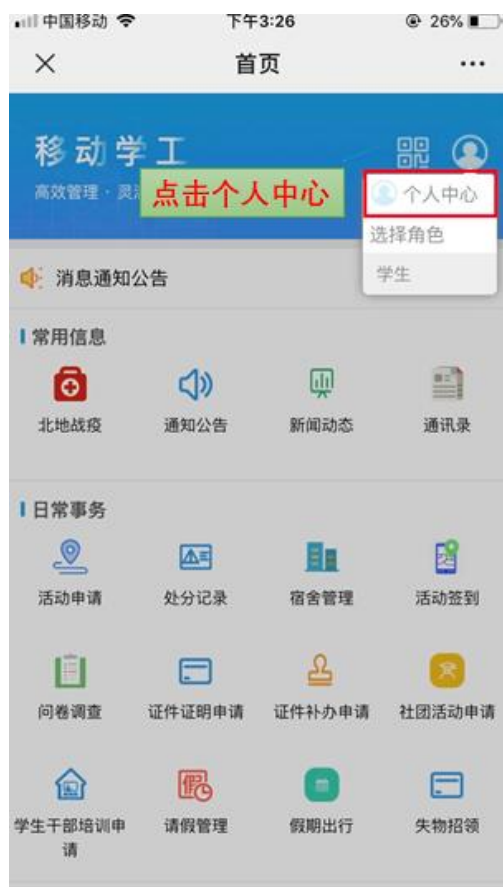 中国移动 下午3:26 26%
首页
移动学工
高效管理·灵
点击个人中心
个人中心
选择角色
学生
消息通知公告
常用信息
北地战疫 通知公告 新闻动态 通讯录
日常事务
活动申请 处分记录 宿舍管理 活动签到
问卷调查 证件证明申请 证件补办申请 社团活动申请
学生干部培训申 请假管理 假期出行 失物招领
请